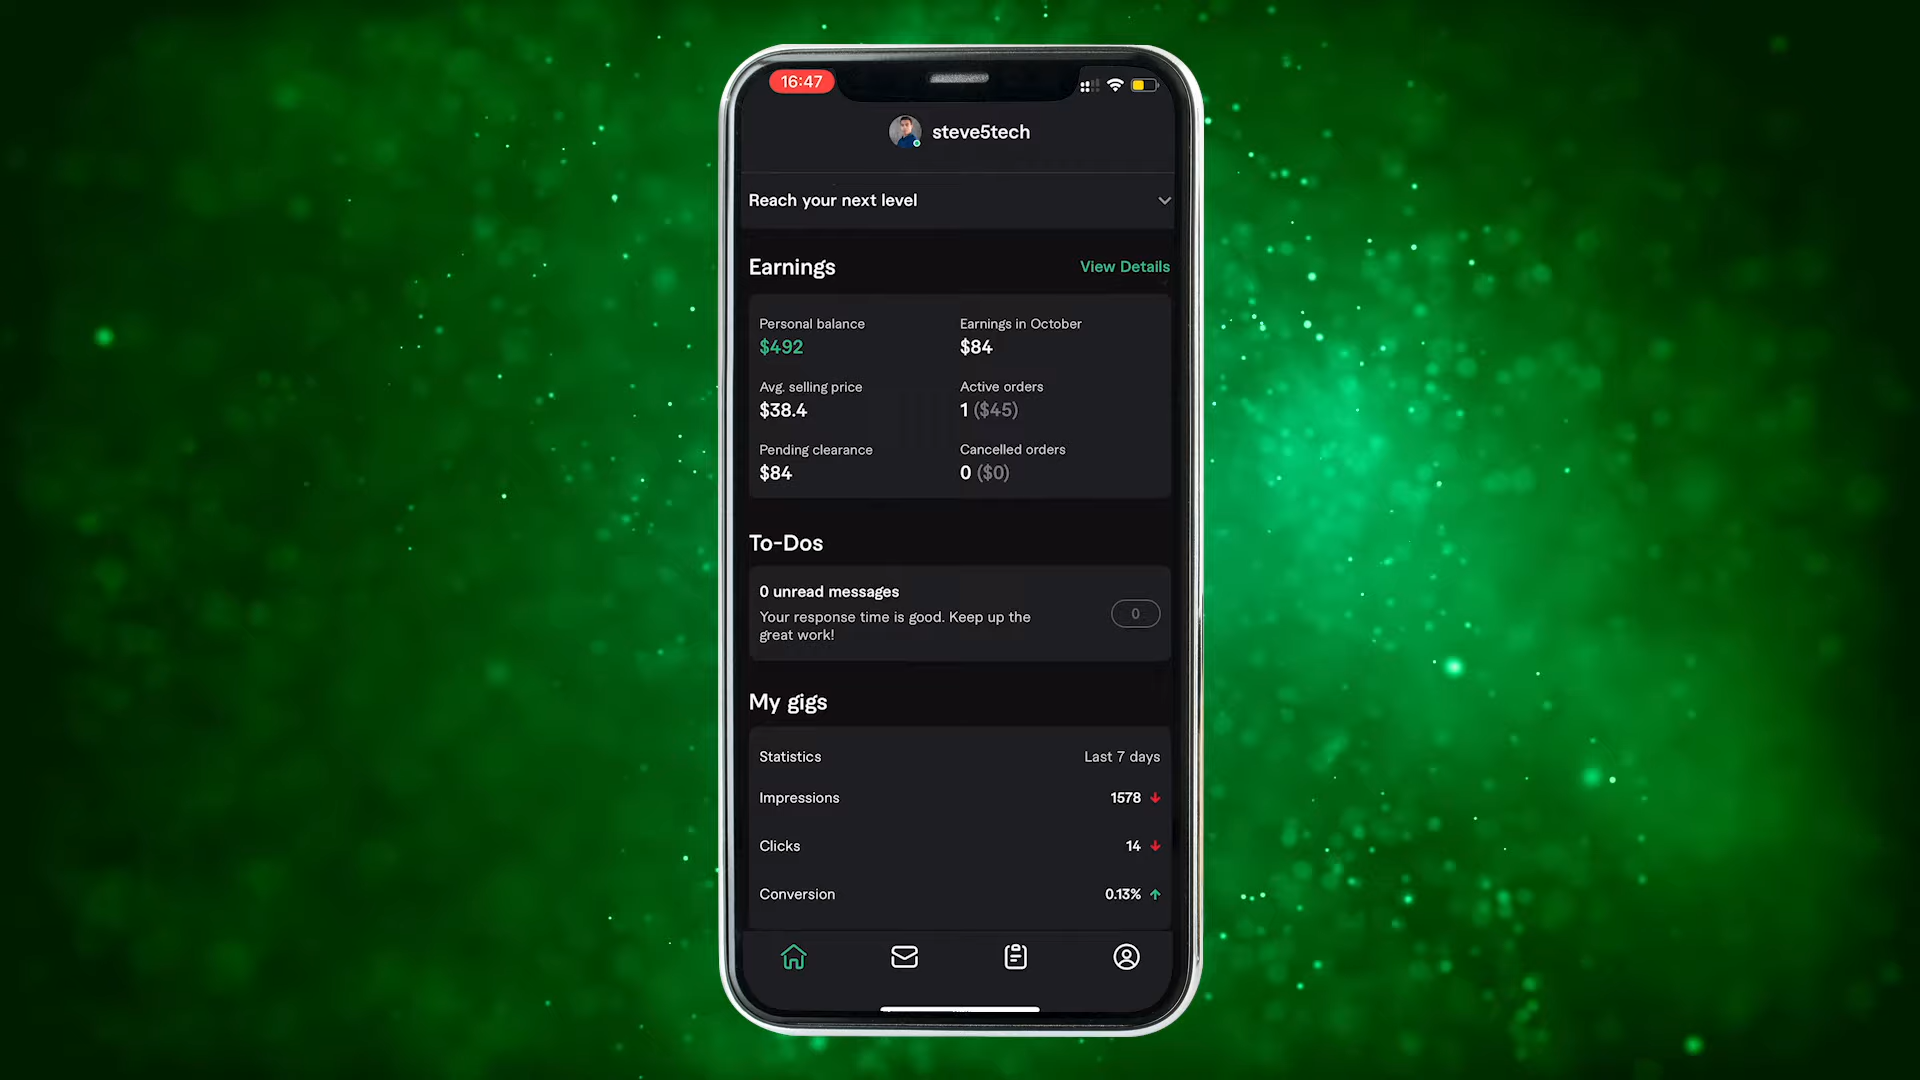 16:47
steve5tech
Reach your next level
Earnings
View Details
Personal balance
$492
Earnings in October
$84
Avg. selling price
$38.4
Active orders
1 ($45)
Pending clearance
$84
Cancelled orders
0 ($0)
To-Dos
0 unread messages
Your response time is good. Keep up the
great work!
0
My gigs
Statistics
Last 7 days
Impressions
1578
Clicks
14
Conversion
0.13%